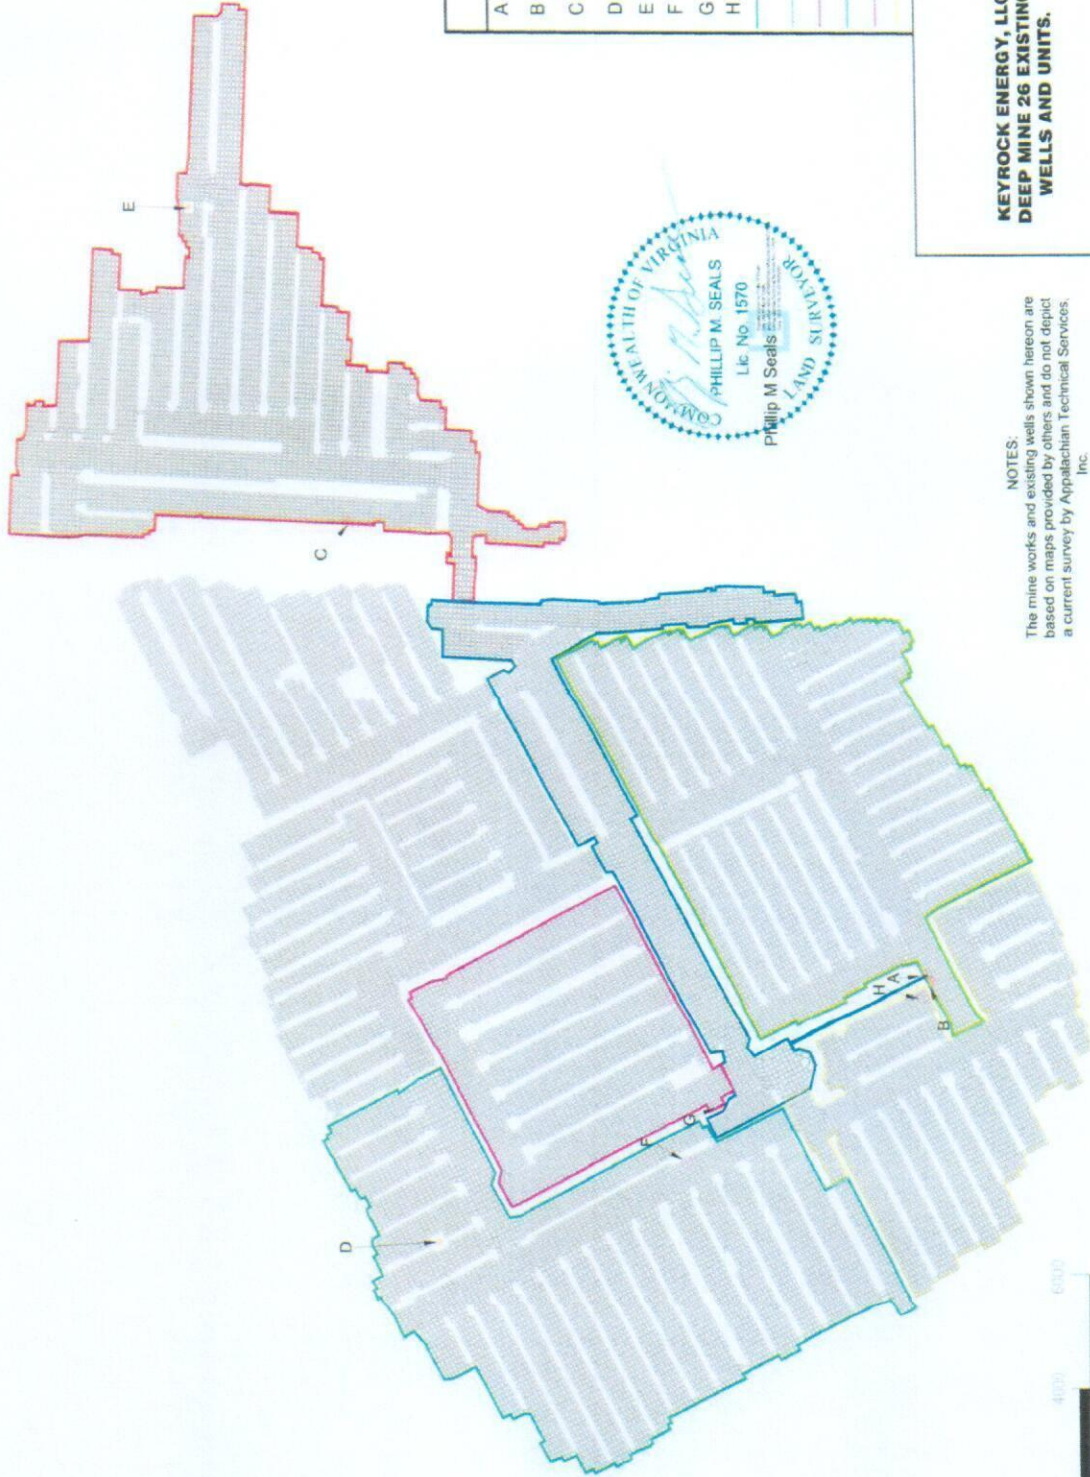 E
C
D
F
G
H
A
B
A
B
C
D
E
F
G
H
COMMONWEALTH OF VIRGINIA
PHILLIP M. SEALS
Lic. No. 1570
Phillip M Seals
LAND SURVEYOR
NOTES:
The mine works and existing wells shown hereon are
based on maps provided by others and do not depict
a current survey by Appalachian Technical Services,
Inc.
KEYROCK ENERGY, LLC
DEEP MINE 26 EXISTING
WELLS AND UNITS.
4000
6000